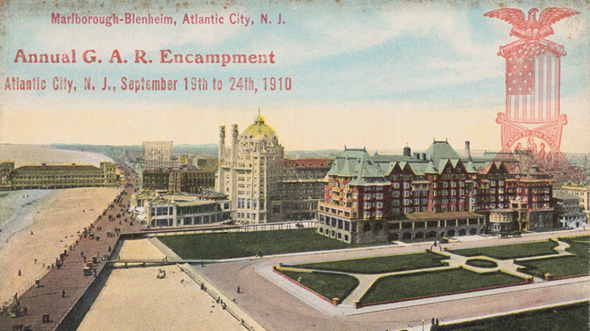 Marlborough-Blenheim, Atlantic City, N. J.
Annual G. A. R. Encampment
Atlantic City, N. J., September 19th to 24th, 1910